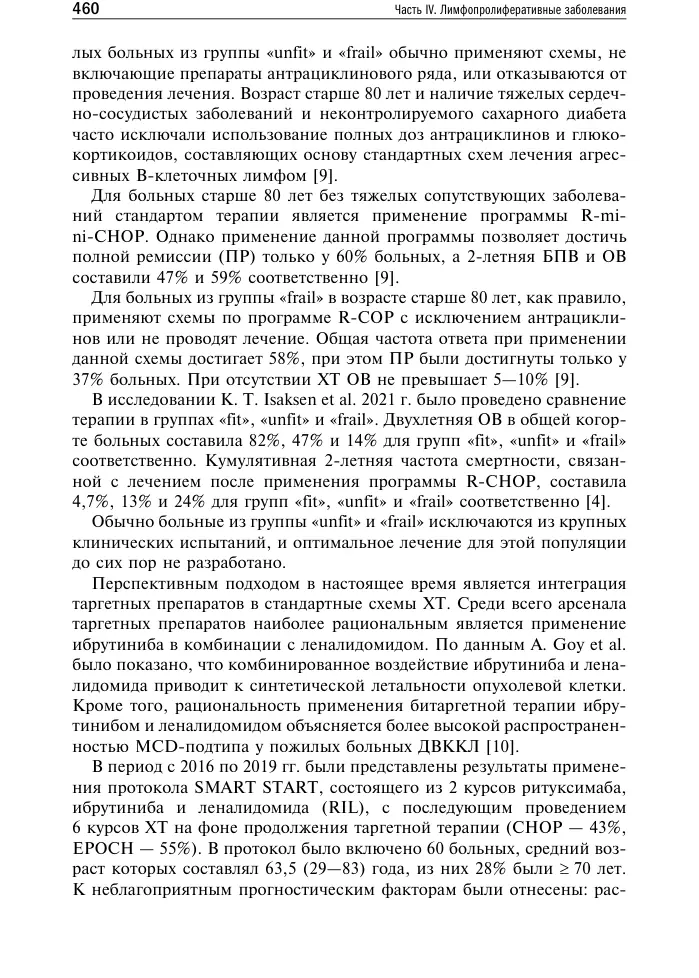 460
Часть IV. Лимфопролиферативные заболевания
лых больных из группы «unfit» и «frail» обычно применяют схемы, не
включающие препараты антрациклинового ряда, или отказываются от
проведения лечения. Возраст старше 80 лет и наличие тяжелых сердеч-
но-сосудистых заболеваний и неконтролируемого сахарного диабета
часто исключали использование полных доз антрациклинов и глюко-
кортикоидов, составляющих основу стандартных схем лечения агрес-
сивных В-клеточных лимфом [9].
Для больных старше 80 лет без тяжелых сопутствующих заболева-
ний стандартом терапии является применение программы R-mi-
ni-CHOP. Однако применение данной программы позволяет достичь
полной ремиссии (ПР) только у 60% больных, а 2-летняя БПВ и ОВ
составили 47% и 59% соответственно [9].
Для больных из группы «frail» в возрасте старше 80 лет, как правило,
применяют схемы по программе R-COP с исключением антрацикли-
нов или не проводят лечение. Общая частота ответа при применении
данной схемы достигает 58%, при этом ПР были достигнуты только у
37% больных. При отсутствии ХТ ОВ не превышает 5—10% [9].
В исследовании K. T. Isaksen et al. 2021 г. было проведено сравнение
терапии в группах «fit», «unfit» и «frail». Двухлетняя ОВ в общей когор-
те больных составила 82%, 47% и 14% для групп «fit», «unfit» и «frail»
соответственно. Кумулятивная 2-летняя частота смертности, связан-
ной с лечением после применения программы R-CHOP, составила
4,7%, 13% и 24% для групп «fit», «unfit» и «frail» соответственно [4].
Обычно больные из группы «unfit» и «frail» исключаются из крупных
клинических испытаний, и оптимальное лечение для этой популяции
до сих пор не разработано.
Перспективным подходом в настоящее время является интеграция
таргетных препаратов в стандартные схемы ХТ. Среди всего арсенала
таргетных препаратов наиболее рациональным является применение
ибрутиниба в комбинации с леналидомидом. По данным A. Goy et al.
было показано, что комбинированное воздействие ибрутиниба и лена-
лидомида приводит к синтетической летальности опухолевой клетки.
Кроме того, рациональность применения битаргетной терапии ибру-
тинибом и леналидомидом объясняется более высокой распространен-
ностью MCD-подтипа у пожилых больных ДВККЛ [10].
В период с 2016 по 2019 гг. были представлены результаты примене-
ния протокола SMART START, состоящего из 2 курсов ритуксимаба,
ибрутиниба и леналидомида (RIL), с последующим проведением
6 курсов ХТ на фоне продолжения таргетной терапии (CHOP — 43%,
EPOCH — 55%). В протокол было включено 60 больных, средний воз-
раст которых составлял 63,5 (29—83) года, из них 28% были ≥ 70 лет.
К неблагоприятным прогностическим факторам были отнесены: рас-